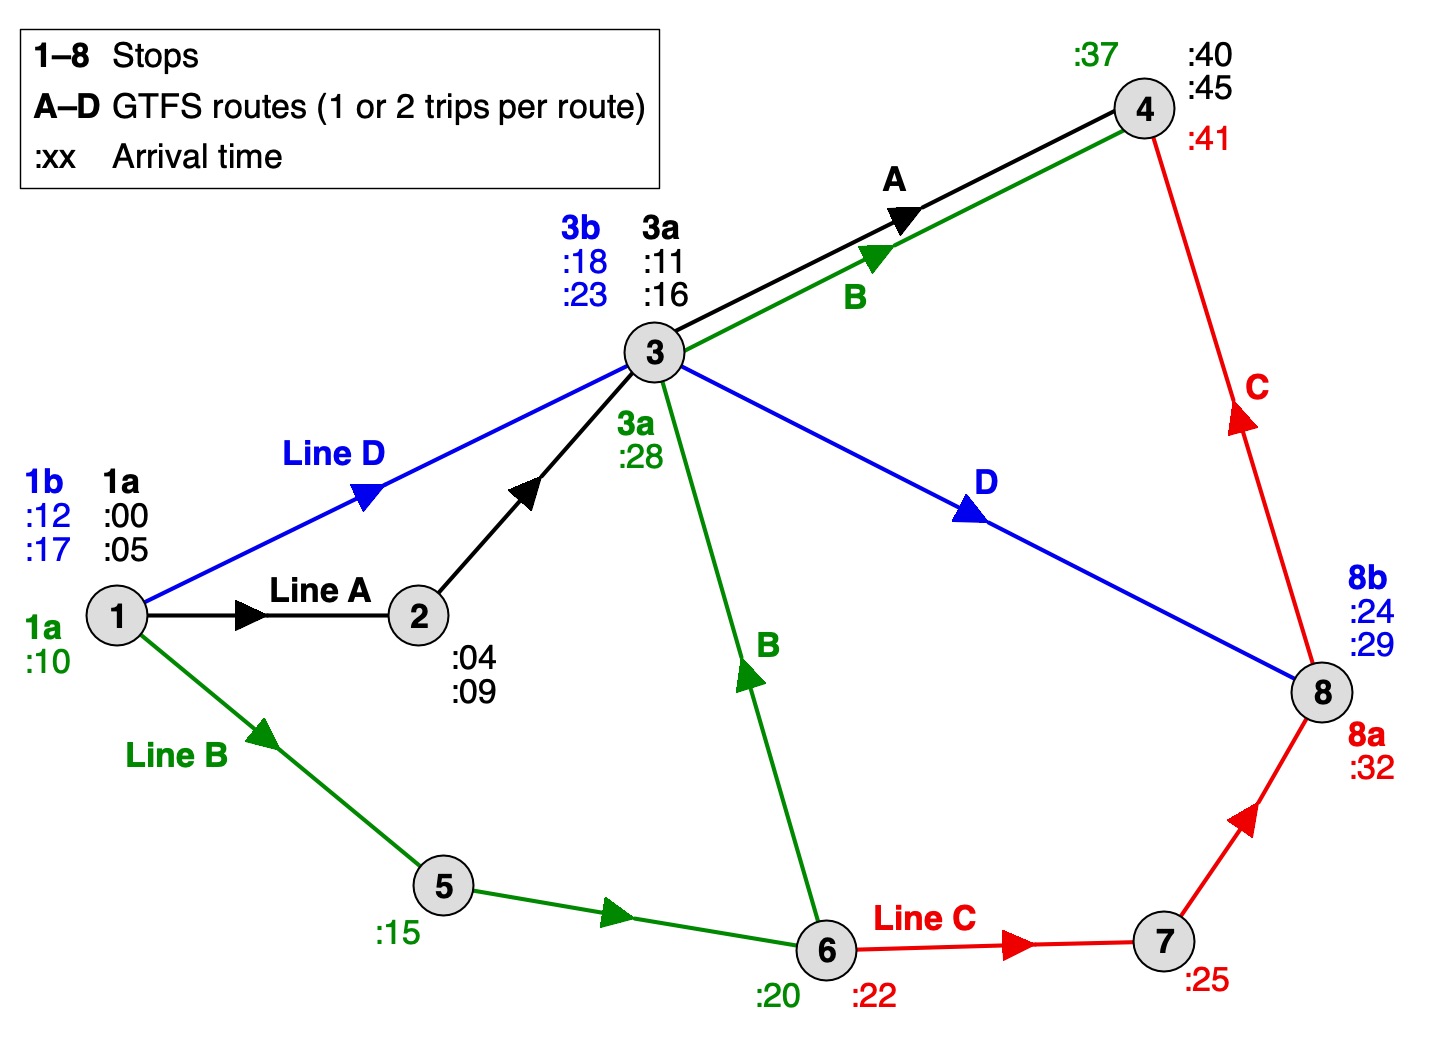 1–8 Stops
A–D GTFS routes (1 or 2 trips per route)
:xx Arrival time
:37 :40
:45
4
:41
A
3b 3a
:18 :11
:23 :16
B
3
C
3a
:28
Line D
D
1b 1a
:12 :00
:17 :05
8b
:24
:29
Line A
1
2
1a
:10
:04
:09
B
8
8a
:32
Line B
5
:15
Line C
6
7
:20 :22
:25